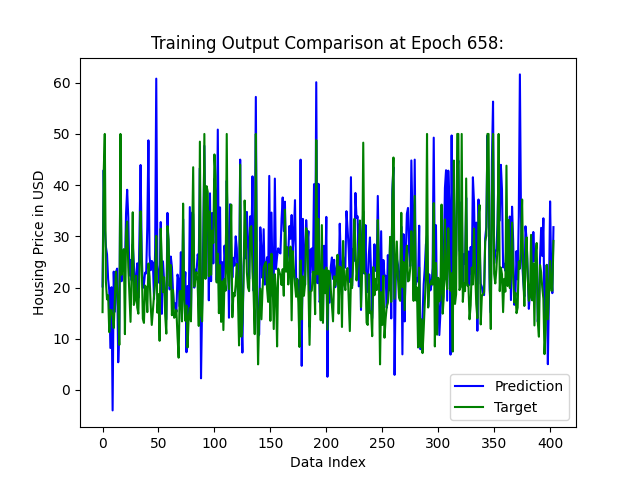 Training Output Comparison at Epoch 658:
60
50
40
30
20
10
0
Housing Price in USD
0 50 100 150 200 250 300 350 400
Data Index
Prediction
Target